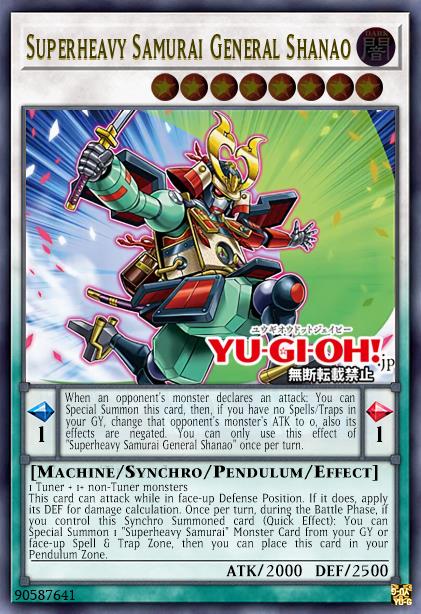 Superheavy Samurai General Shanao
DARK
闇
ユウギオウドットジェイピー
YU-GI-OH!.jp
無断転載禁止
When an opponent's monster declares an attack: You can
Special Summon this card, then, if you have no Spells/Traps in
your GY, change that opponent's monster's ATK to 0, also its
effects are negated. You can only use this effect of
"Superheavy Samurai General Shanao" once per turn.
1
1
[Machine/Synchro/Pendulum/Effect]
1 Tuner + 1+ non-Tuner monsters
This card can attack while in face-up Defense Position. If it does, apply
its DEF for damage calculation. Once per turn, during the Battle Phase, if
you control this Synchro Summoned card (Quick Effect): You can
Special Summon 1 "Superheavy Samurai" Monster Card from your GY or
face-up Spell & Trap Zone, then you can place this card in your
Pendulum Zone.
ATK/2000 DEF/2500
90587641